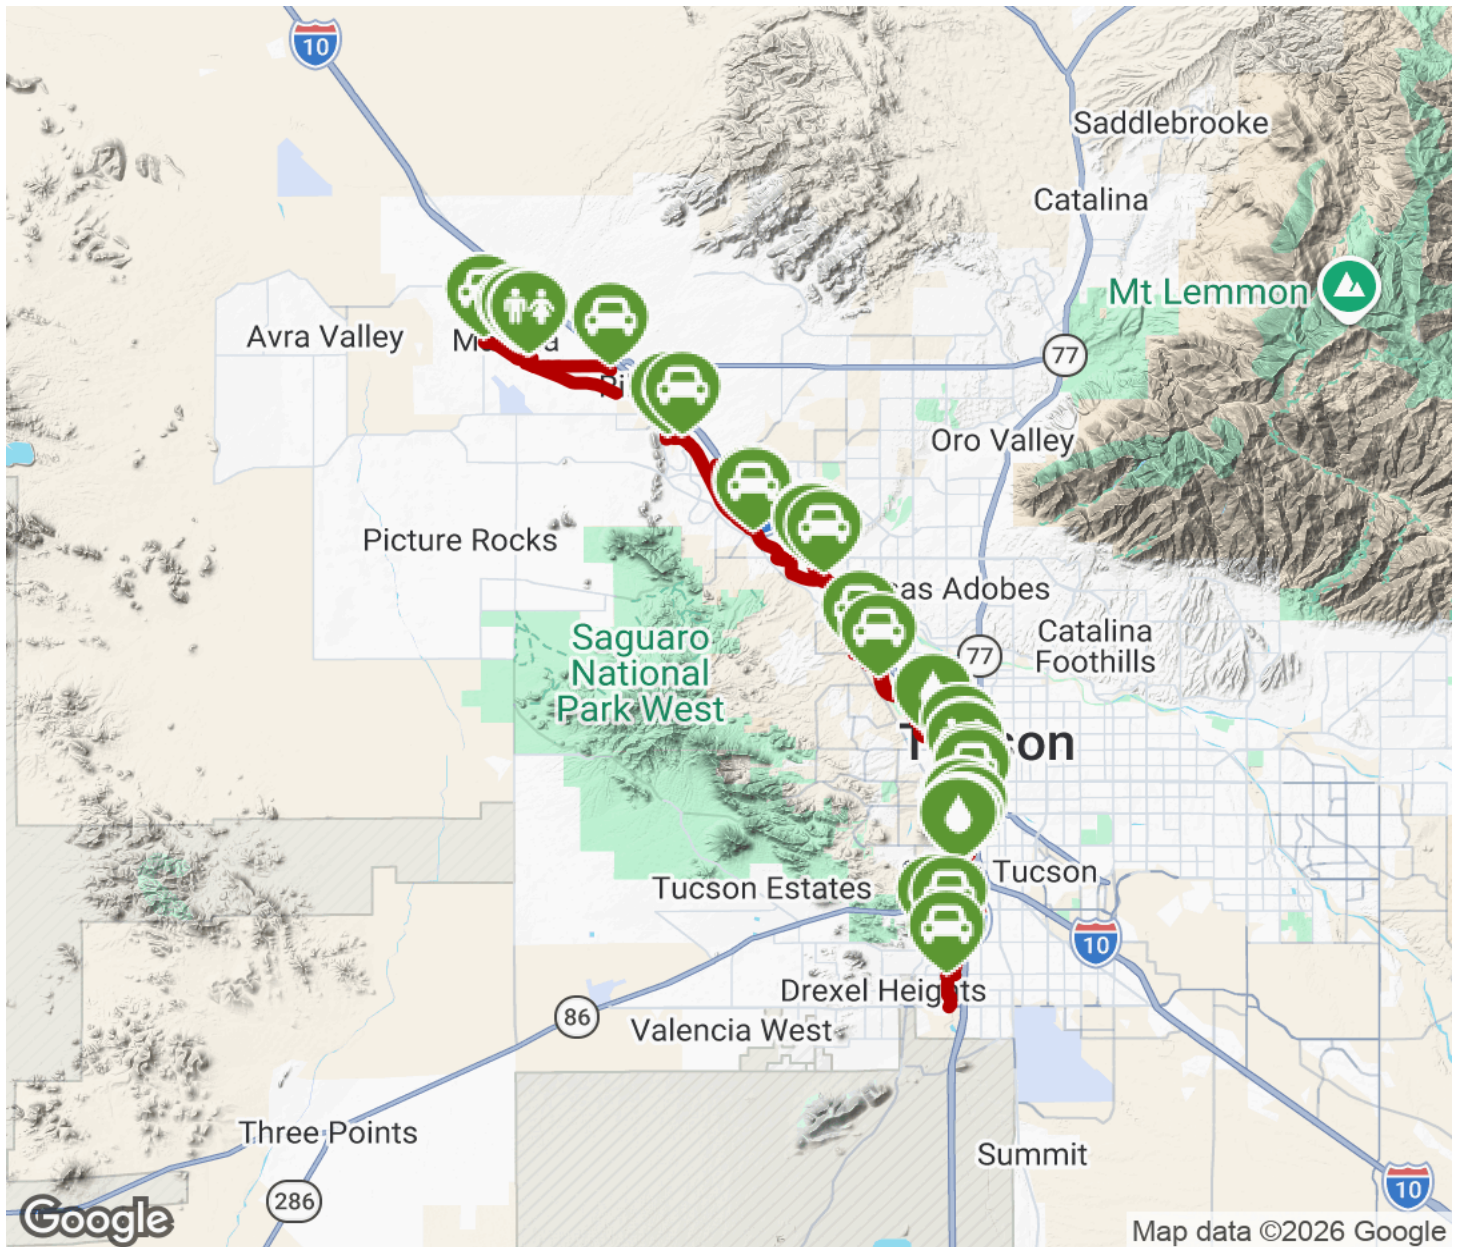 10
Saddlebrooke
Catalina
Mt Lemmon
Avra Valley
77
Oro Valley
Picture Rocks
as Adobes
Saguaro
National
Park West
77
Catalina
Foothills
Tucson Estates
Tucson
10
Drexel Heights
86
Valencia West
Three Points
Summit
286
10
Google
Map data ©2026 Google